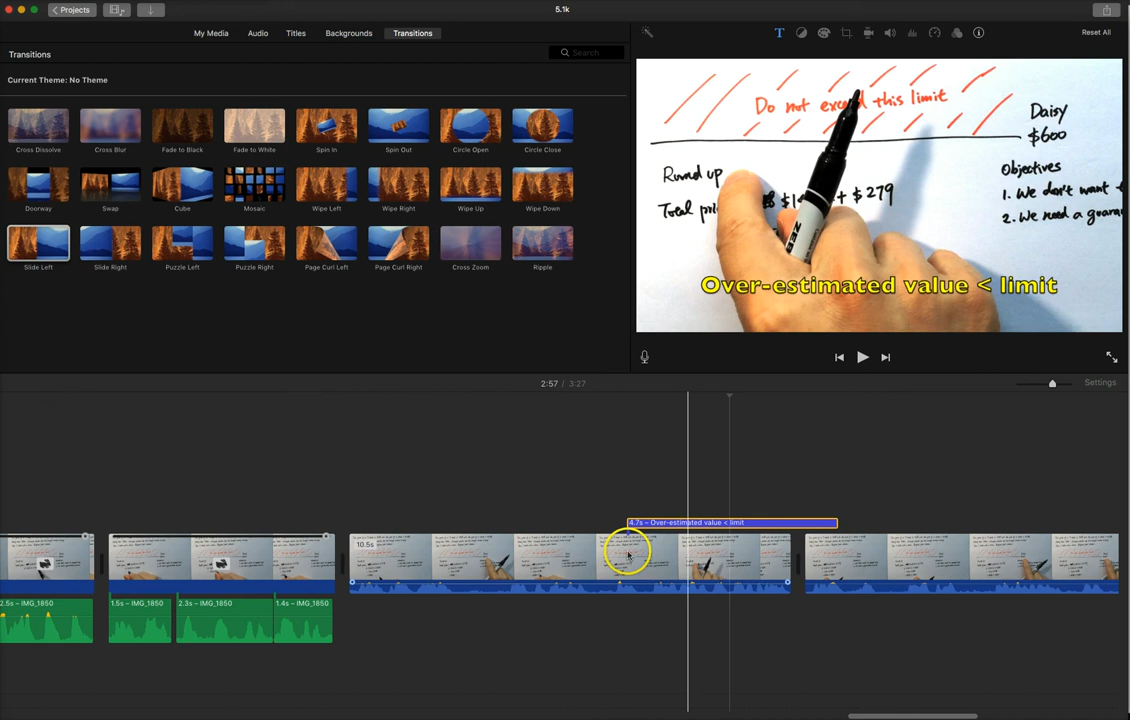 Projects
5.1k
My Media Audio Titles Backgrounds Transitions
Reset All
Transitions
Search
Current Theme: No Theme
Cross Dissolve Cross Blur Fade to Black Fade to White Spin In Spin Out Circle Open Circle Close
Doorway Swap Cube Mosaic Wipe Left Wipe Right Wipe Up Wipe Down
Slide Left Slide Right Puzzle Left Puzzle Right Page Curl Left Page Curl Right Cross Zoom Ripple
Do not exceed this limit
Daisy
$600
Round up
Total + $279
Objectives
1. We don't want
2. We need a
Over-estimated value < limit
2:57 / 3:27
Settings
4.7s – Over-estimated value < limit
10.5s
2.5s – IMG_1850 1.5s – IMG_1850 2.3s – IMG_1850 1.4s – IMG_1850